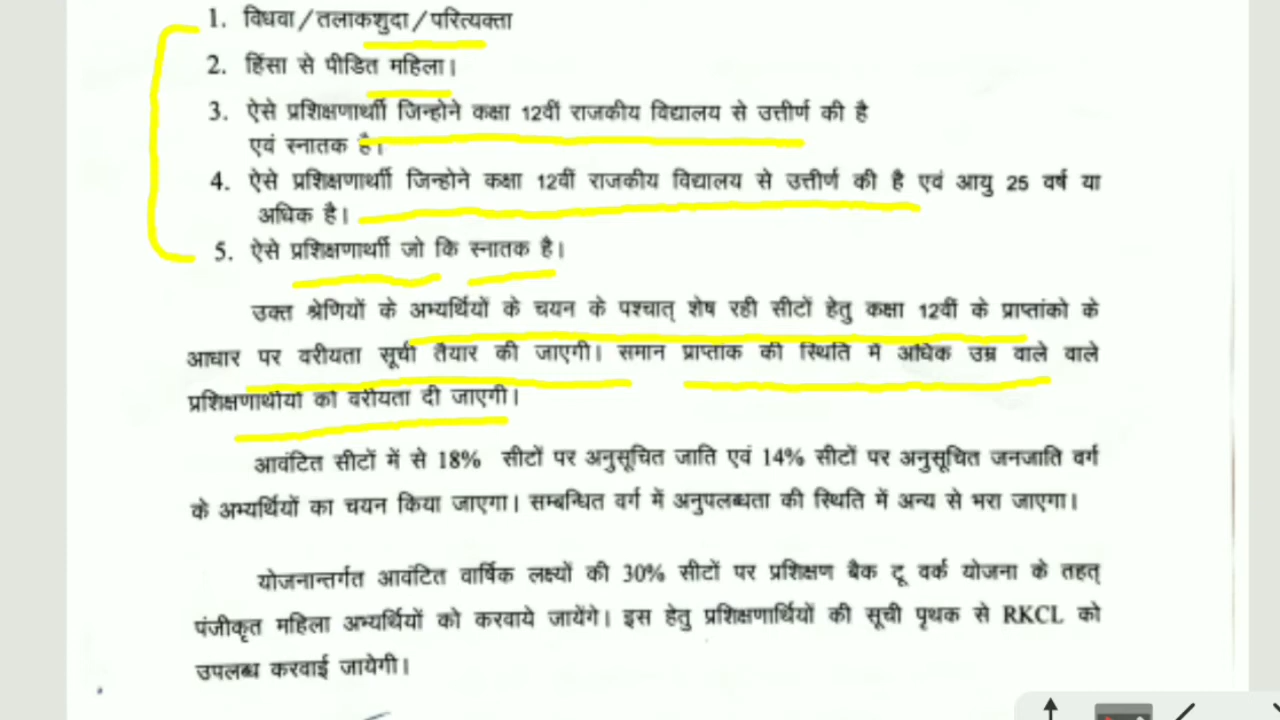 1. विधवा/तलाकशुदा/परित्यक्ता
2. हिंसा से पीडित महिला।
3. ऐसे प्रशिक्षणार्थी जिन्होने कक्षा 12वीं राजकीय विद्यालय से उत्तीर्ण की है
एवं स्नातक है।
4. ऐसे प्रशिक्षणार्थी जिन्होने कक्षा 12वीं राजकीय विद्यालय से उत्तीर्ण की है एवं आयु 25 वर्ष या
अधिक है।
5. ऐसे प्रशिक्षणार्थी जो कि स्नातक है।
उक्त श्रेणियों के अभ्यर्थियों के चयन के पश्चात् शेष रही सीटों हेतु कक्षा 12वीं के प्राप्तांको के
आधार पर वरीयता सूची तैयार की जाएगी। समान प्राप्तांक की स्थिति में अधिक उम्र वाले वाले
प्रशिक्षणार्थीयों को वरीयता दी जाएगी।
आवंटित सीटों में से 18% सीटों पर अनुसूचित जाति एवं 14% सीटों पर अनुसूचित जनजाति वर्ग
के अभ्यर्थियों का चयन किया जाएगा। सम्बन्धित वर्ग में अनुपलब्धता की स्थिति में अन्य से भरा जाएगा।
योजनान्तर्गत आवंटित वार्षिक लक्ष्यों की 30% सीटों पर प्रशिक्षण बैक टू वर्क योजना के तहत्
पंजीकृत महिला अभ्यर्थियों को करवाये जायेंगे। इस हेतु प्रशिक्षणार्थियों की सूची पृथक से RKCL को
उपलब्ध करवाई जायेगी।